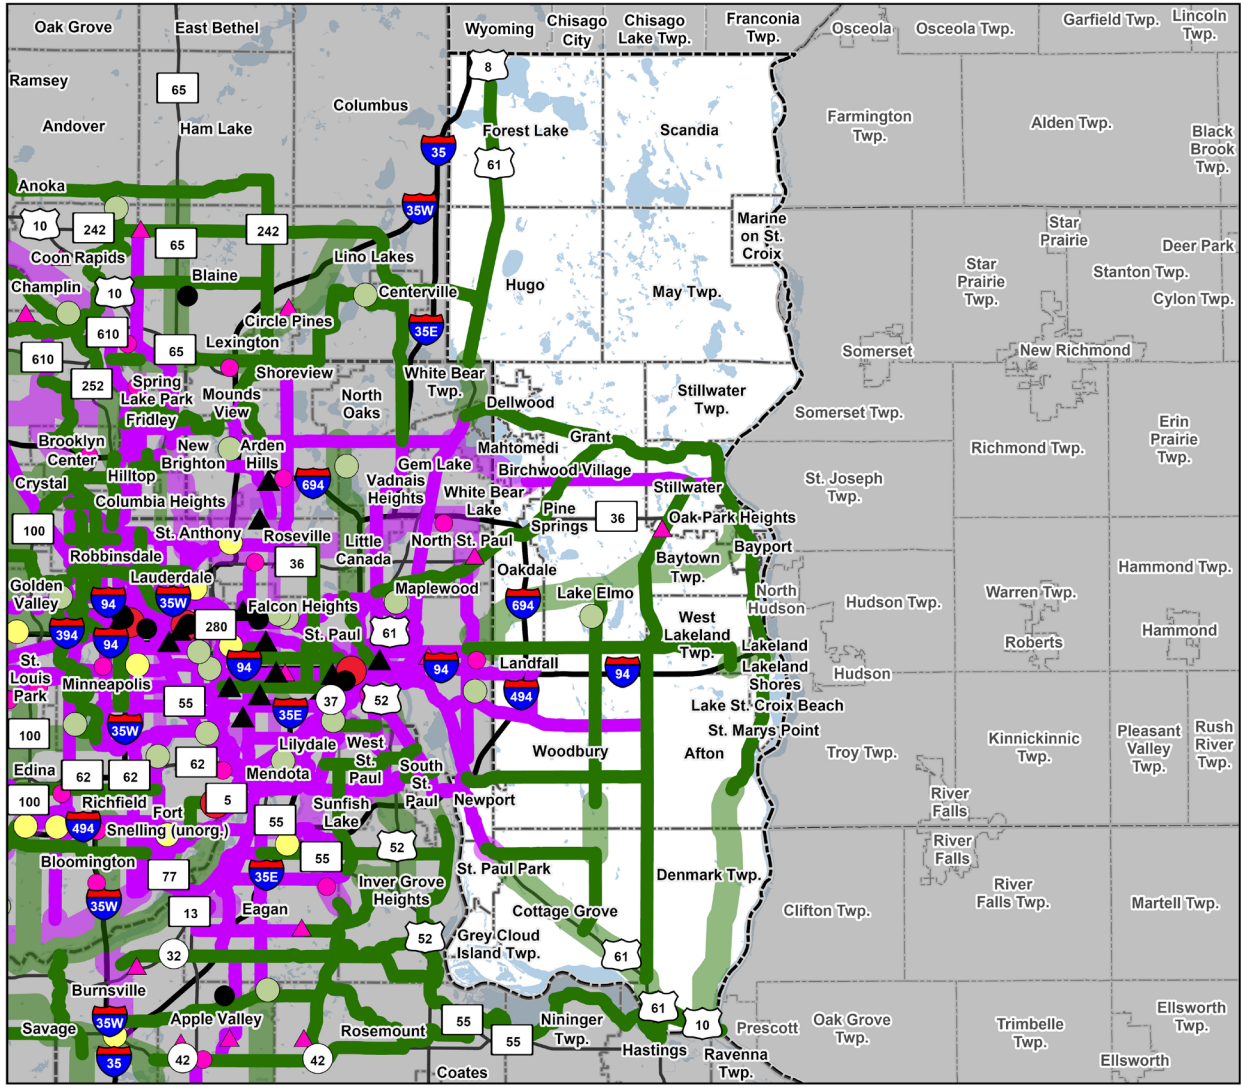 Oak Grove
East Bethel
Wyoming
Chisago
City
Chisago
Lake Twp.
Franconia
Twp.
Osceola
Osceola Twp.
Garfield Twp.
Lincoln
Twp.
Ramsey
65
8
Andover
Ham Lake
Columbus
Forest Lake
Scandia
Farmington
Twp.
Alden Twp.
Black
Brook
Twp.
35
61
Anoka
35W
10
242
65
242
Marine
on St.
Croix
Star
Prairie
Deer Park
Coon Rapids
Lino Lakes
Blaine
Champlin
10
Centerville
Hugo
May Twp.
Star
Prairie
Twp.
Stanton Twp.
Cylon Twp.
Circle Pines
610
35E
Lexington
610
65
Somerset
New Richmond
252
Spring
Lake Park
Shoreview
Mounds
View
North
Oaks
White Bear
Twp.
Dellwood
Stillwater
Twp.
Somerset Twp.
Fridley
Grant
Erin
Prairie
Twp.
Brooklyn
Center
New
Brighton
Arden
Hills
Mahtomedi
Richmond Twp.
Crystal
Hilltop
Gem Lake
Birchwood Village
694
Vadnais
Heights
Stillwater
St. Joseph
Twp.
Columbia Heights
White Bear
Lake
100
St. Anthony
Roseville
Pine
Springs
36
Oak Park Heights
Robbinsdale
Little
Canada
North St. Paul
Bayport
36
Oakdale
Baytown
Twp.
Golden
Valley
Lauderdale
Maplewood
Lake Elmo
North
Hudson
Hammond Twp.
94
35W
Falcon Heights
694
Hudson Twp.
Warren Twp.
394
94
280
St. Paul
61
West
Lakeland
Twp.
Lakeland
Roberts
Hammond
St.
Louis
Park
94
94
Landfall
94
Lakeland
Shores
Hudson
Minneapolis
55
35E
37
52
494
Lake St. Croix Beach
100
35W
Lilydale
West
St.
Paul
Woodbury
St. Marys Point
Afton
Troy Twp.
Kinnickinnic
Twp.
Pleasant
Valley
Twp.
Rush
River
Twp.
Edina
62
62
62
Mendota
South
St.
Paul
100
Richfield
5
Sunfish
Lake
Newport
River
Falls
494
Fort
Snelling (unorg.)
55
52
River
Falls
Bloomington
77
35E
55
St. Paul Park
Denmark Twp.
35W
Inver Grove
Heights
River
Falls Twp.
13
Eagan
Cottage Grove
Clifton Twp.
Martell Twp.
32
52
Grey Cloud
Island Twp.
61
Burnsville
35W
Apple Valley
61
10
Savage
Rosemount
55
55
Nininger
Twp.
Prescott
Oak Grove
Twp.
Trimbelle
Twp.
Ellsworth
Twp.
35
42
42
Hastings
Ravenna
Twp.
Ellsworth
Coates